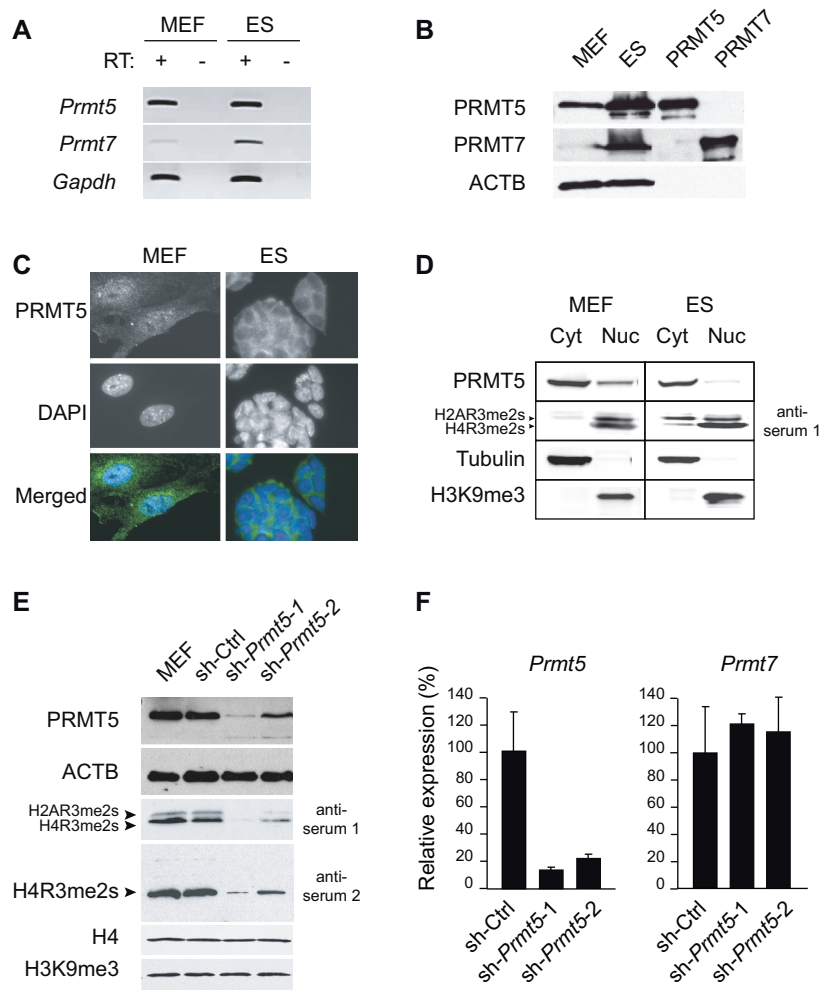 A
MEF ES
RT: + - + -
Prmt5
Prmt7
Gapdh
B
MEF ES PRMT5 PRMT7
PRMT5
PRMT7
ACTB
C
MEF ES
PRMT5
DAPI
Merged
D
MEF ES
Cyt Nuc Cyt Nuc
PRMT5
H2AR3me2s
H4R3me2s
anti-
serum 1
Tubulin
H3K9me3
E
MEF sh-Ctrl sh-Prmt5-1 sh-Prmt5-2
PRMT5
ACTB
H2AR3me2s
H4R3me2s
anti-
serum 1
H4R3me2s
anti-
serum 2
H4
H3K9me3
F
Relative expression (%)
Prmt5
140
120
100
80
60
40
20
0
sh-Ctrl
sh-Prmt5-1
sh-Prmt5-2
Prmt7
140
120
100
80
60
40
20
0
sh-Ctrl
sh-Prmt5-1
sh-Prmt5-2